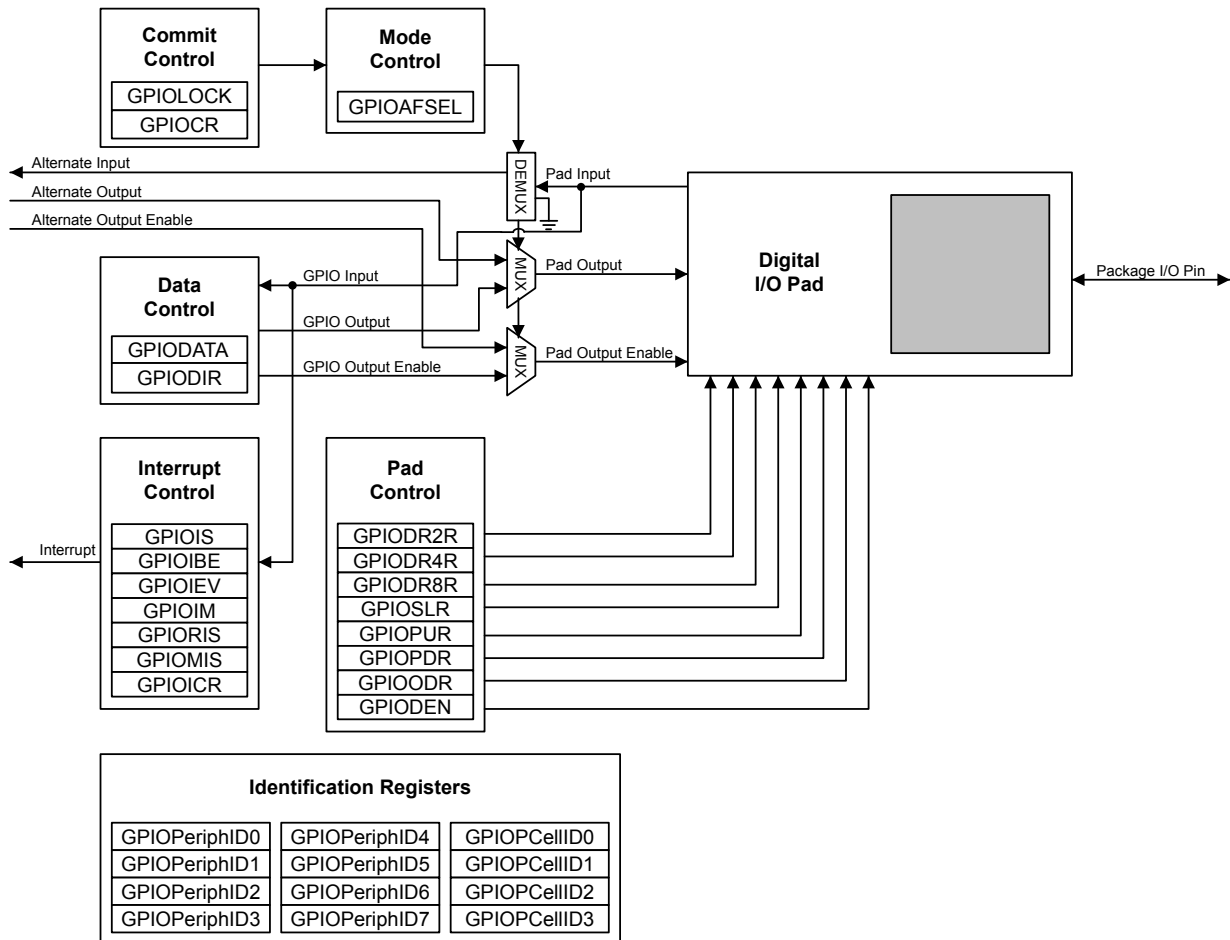 Commit
Control
GPIOLOCK
GPIOCR
Mode
Control
GPIOAFSEL
Alternate Input
Alternate Output
Alternate Output Enable
DEMUX
Pad Input
MUX
Pad Output
MUX
Pad Output Enable
Digital
I/O Pad
Package I/O Pin
Data
Control
GPIODATA
GPIODIR
GPIO Input
GPIO Output
GPIO Output Enable
Interrupt
Control
GPIOIS
GPIOIBE
GPIOIEV
GPIOIM
GPIORIS
GPIOMIS
GPIOICR
Interrupt
Pad
Control
GPIODR2R
GPIODR4R
GPIODR8R
GPIOSLR
GPIOPUR
GPIOPDR
GPIOODR
GPIODEN
Identification Registers
GPIOPeriphID0
GPIOPeriphID1
GPIOPeriphID2
GPIOPeriphID3
GPIOPeriphID4
GPIOPeriphID5
GPIOPeriphID6
GPIOPeriphID7
GPIOPCellID0
GPIOPCellID1
GPIOPCellID2
GPIOPCellID3